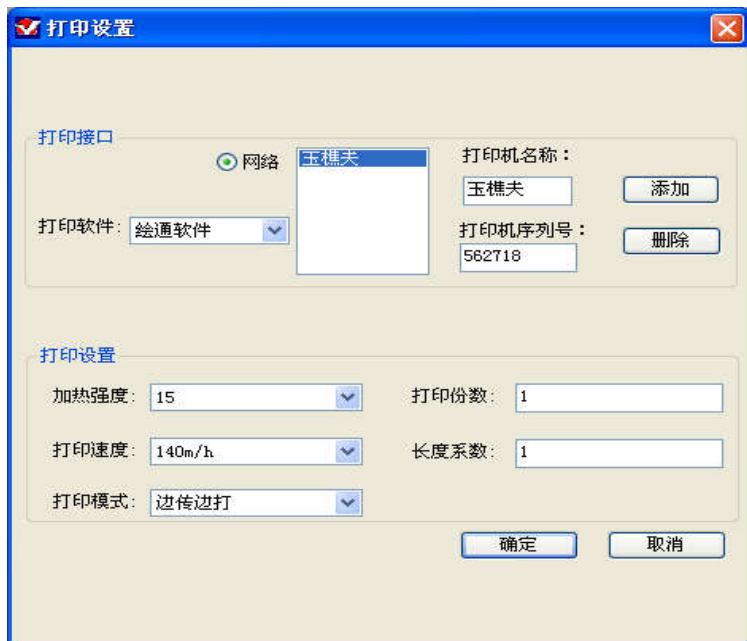 打印设置
打印接口
网络
玉樵夫
打印机名称：
玉樵夫
添加
打印软件:
绘通软件
打印机序列号：
562718
删除
打印设置
加热强度:
15
打印份数:
1
打印速度:
140m/h
长度系数:
1
打印模式:
边传边打
确定
取消